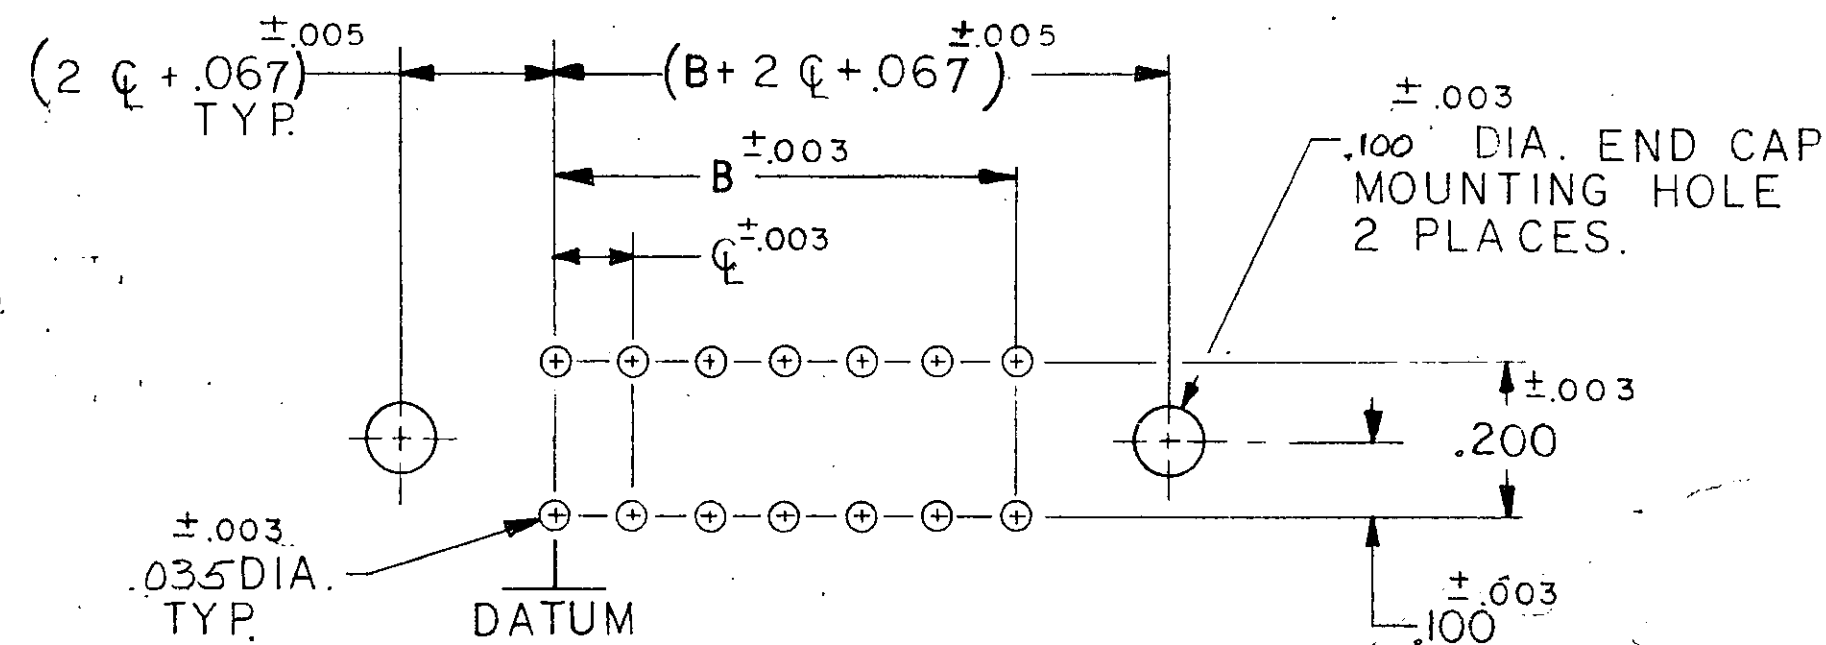 ±.005
(2 ℄ + .067)
TYP.
±.005
(B+ 2 ℄ + .067)
±.003
B
±.003
℄
±.003
.100 DIA. END CAP
MOUNTING HOLE
2 PLACES.
±.003
.200
±.003
.035 DIA.
TYP.
DATUM
±.003
.100